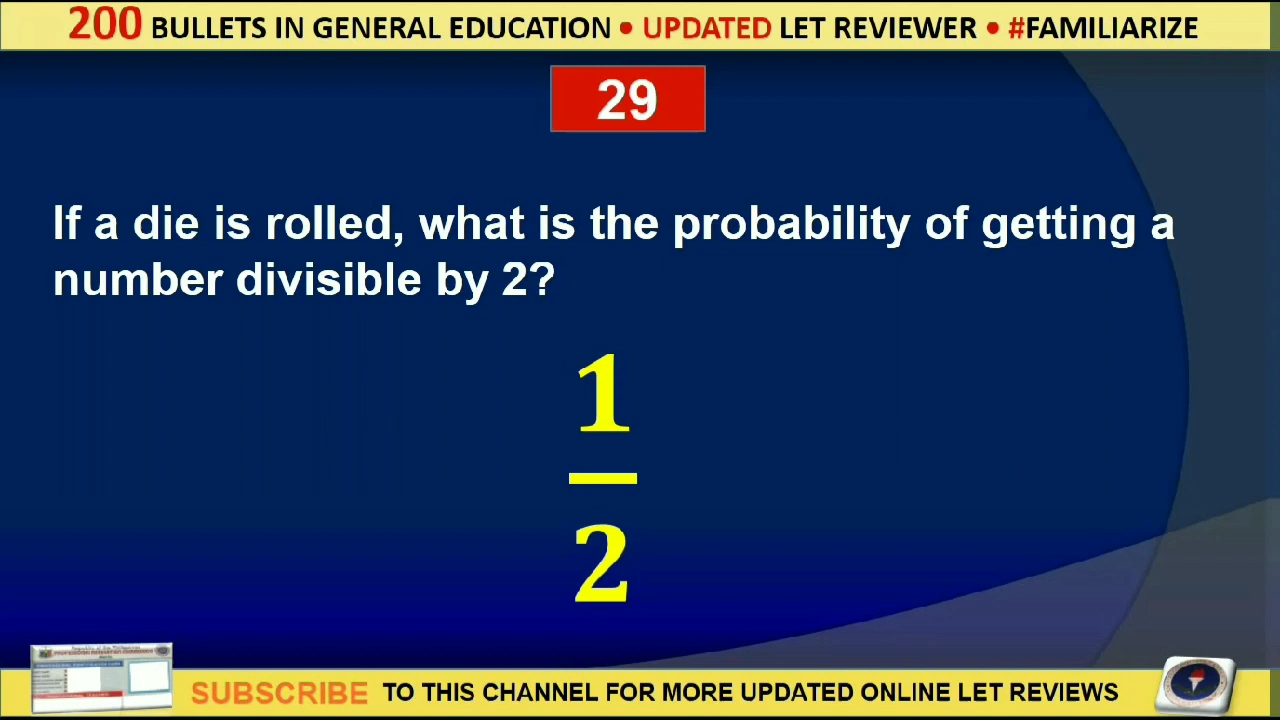 200 BULLETS IN GENERAL EDUCATION • UPDATED LET REVIEWER • #FAMILIARIZE
29
If a die is rolled, what is the probability of getting a
number divisible by 2?
1
2
SUBSCRIBE TO THIS CHANNEL FOR MORE UPDATED ONLINE LET REVIEWS